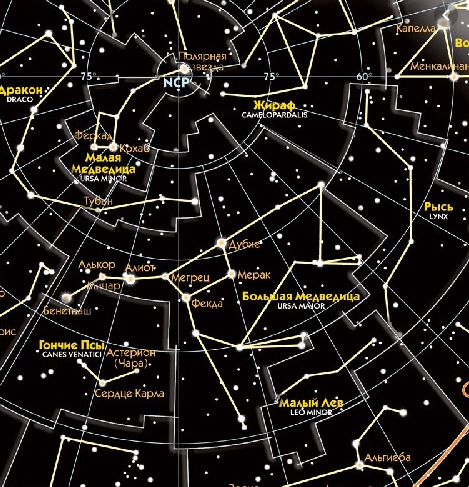 Капелла
Полярная
звезда
NCP
75°
75°
60°
Менкалинан
Дракон
DRACO
Жираф
CAMELOPARDALIS
Феркад
Кохаб
Малая
Медведица
URSA MINOR
Тубан
Рысь
LYNX
Дубхе
Алькор
Алиот
Мегрец
Мерак
Мицар
Фекда
Бенетнаш
Большая Медведица
URSA MAJOR
Гончие Псы
CANES VENATICI
Астерион
(Чара)
Сердце Карла
Малый Лев
LEO MINOR
Альгиеба